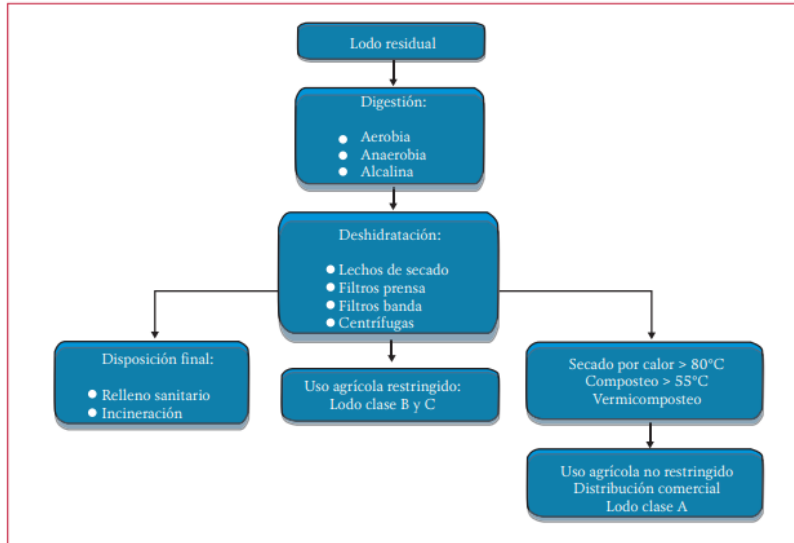 Lodo residual
Digestión:
Aerobia
Anaerobia
Alcalina
Deshidratación:
Lechos de secado
Filtros prensa
Filtros banda
Centrífugas
Disposición final:
Relleno sanitario
Incineración
Uso agrícola restringido:
Lodo clase B y C
Secado por calor > 80°C
Composteo > 55°C
Vermicomposteo
Uso agrícola no restringido
Distribución comercial
Lodo clase A